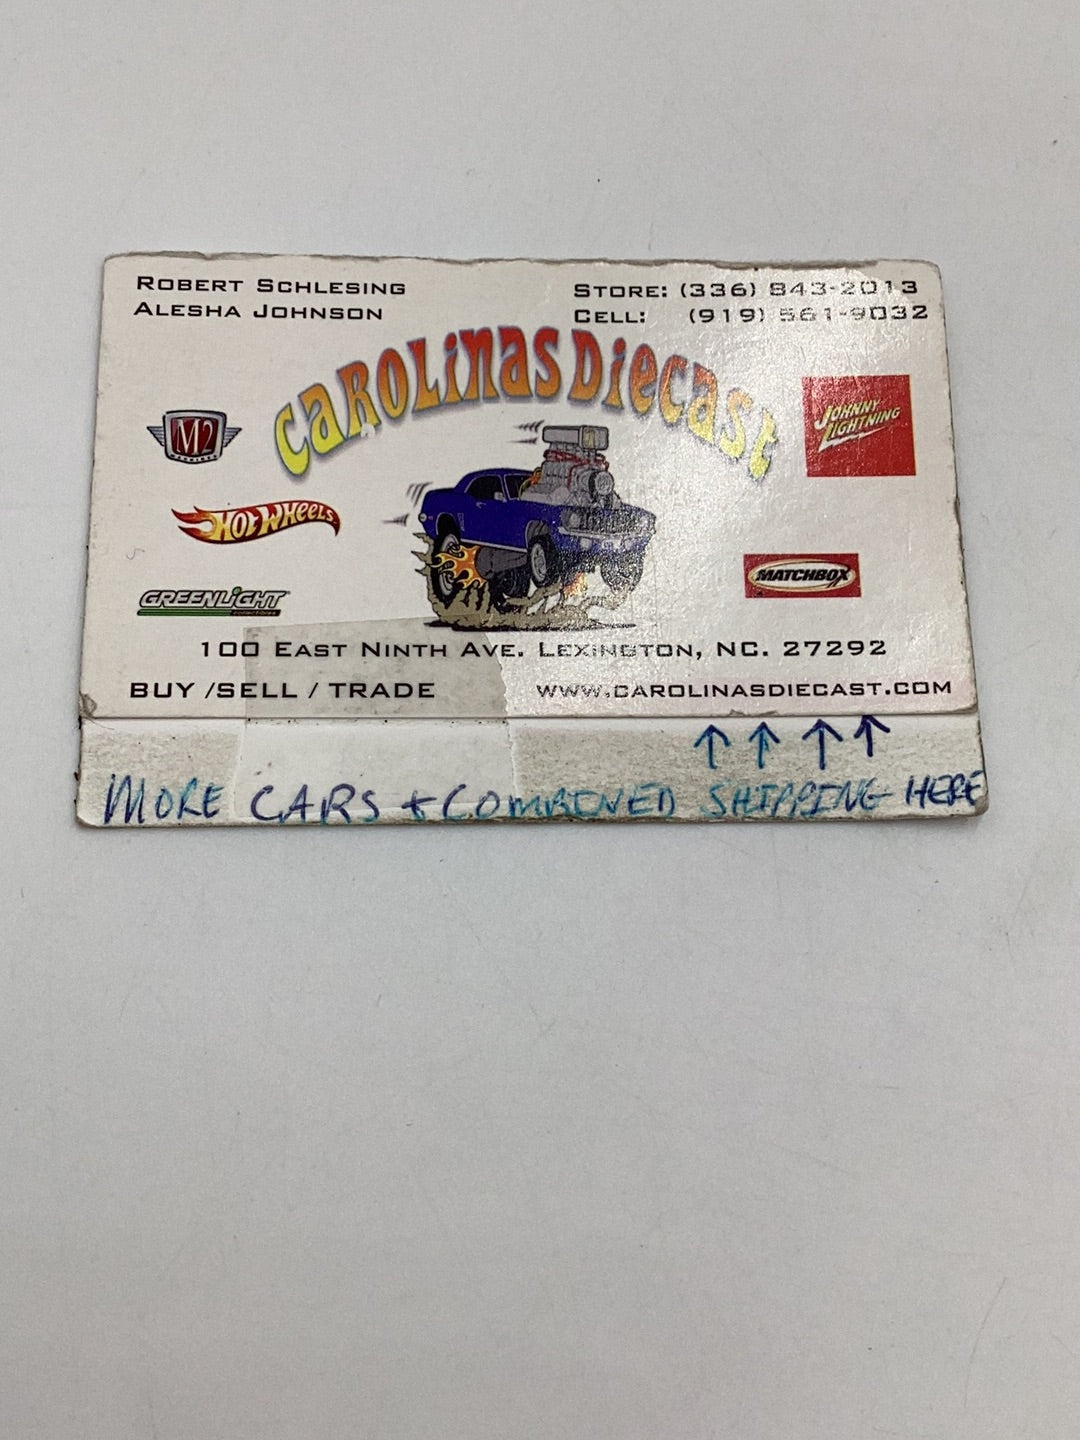 ROBERT SCHLESING
ALESHA JOHNSON
STORE: (336) 843-2013
CELL: (919) 561-9032
CAROLINAS DIECAST
M2
MACHINES
HOT WHEELS
GREENLIGHT
JOHNNY
LIGHTNING
MATCHBOX
100 EAST NINTH AVE. LEXINGTON, NC. 27292
BUY /SELL / TRADE
WWW.CAROLINASDIECAST.COM
MORE CARS + COMBINED SHIPPING HERE